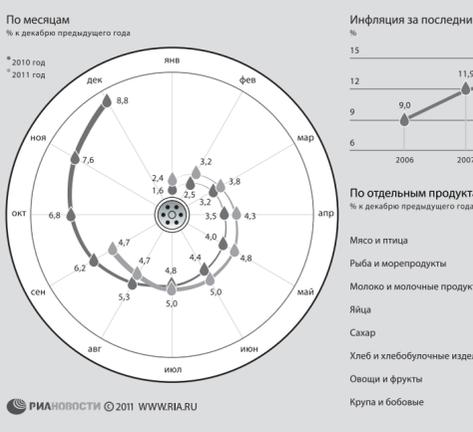 По месяцам
% к декабрю предыдущего года
2010 год
2011 год
янв
фев
мар
апр
май
июн
июл
авг
сен
окт
ноя
дек
8,8
7,6
6,8
6,2
5,3
4,8
4,4
4,0
3,5
3,2
2,5
1,6
2,4
3,2
3,8
4,3
4,8
5,0
5,0
4,7
4,7
РИАНОВОСТИ © 2011 WWW.RIA.RU
Инфляция за последни
%
15
12
9
6
9,0
11,9
2006
2007
По отдельным продукта
% к декабрю предыдущего года
Мясо и птица
Рыба и морепродукты
Молоко и молочные продук
Яйца
Сахар
Хлеб и хлебобулочные издел
Овощи и фрукты
Крупа и бобовые